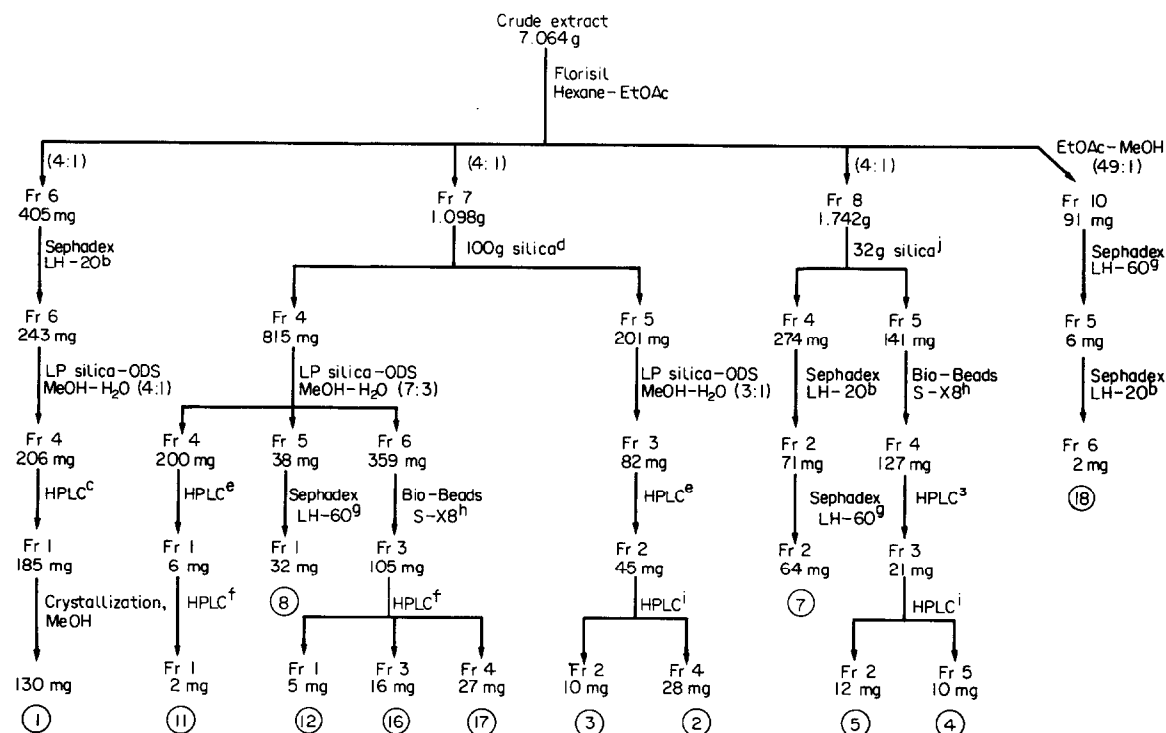 Crude extract
7.064 g
Florisil
Hexane-EtOAc
(4:1)
(4:1)
(4:1)
EtOAc-MeOH
(49:1)
Fr 6
405 mg
Fr 7
1.098g
Fr 8
1.742g
Fr 10
91 mg
Sephadex
LH-20ᵇ
100g silicaᵈ
32g silicaʲ
Sephadex
LH-60ᵍ
Fr 6
243 mg
Fr 4
815 mg
Fr 5
201 mg
Fr 4
274 mg
Fr 5
141 mg
Fr 5
6 mg
LP silica-ODS
MeOH-H₂O (4:1)
LP silica-ODS
MeOH-H₂O (7:3)
LP silica-ODS
MeOH-H₂O (3:1)
Sephadex
LH-20ᵇ
Bio-Beads
S-X8ʰ
Sephadex
LH-20ᵇ
Fr 4
206 mg
Fr 4
200 mg
Fr 5
38 mg
Fr 6
359 mg
Fr 3
82 mg
Fr 2
71 mg
Fr 4
127 mg
Fr 6
2 mg
18
HPLCᶜ
HPLCᵉ
Sephadex
LH-60ᵍ
Bio-Beads
S-X8ʰ
HPLCᵉ
Sephadex
LH-60ᵍ
HPLC³
Fr 1
185 mg
Fr 1
6 mg
Fr 1
32 mg
8
Fr 3
105 mg
Fr 2
45 mg
Fr 2
64 mg
7
Fr 3
21 mg
Crystallization,
MeOH
HPLCᶠ
HPLCᶠ
HPLCⁱ
HPLCⁱ
130 mg
Fr 1
2 mg
Fr 1
5 mg
Fr 3
16 mg
Fr 4
27 mg
Fr 2
10 mg
Fr 4
28 mg
Fr 2
12 mg
Fr 5
10 mg
1
11
12
16
17
3
2
5
4